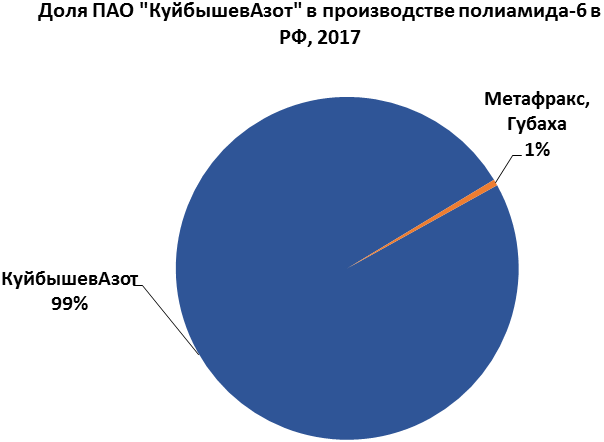 Доля ПАО "КуйбышевАзот" в производстве полиамида-6 в
РФ, 2017
Метафракс,
Губаха
1%
КуйбышевАзот
99%